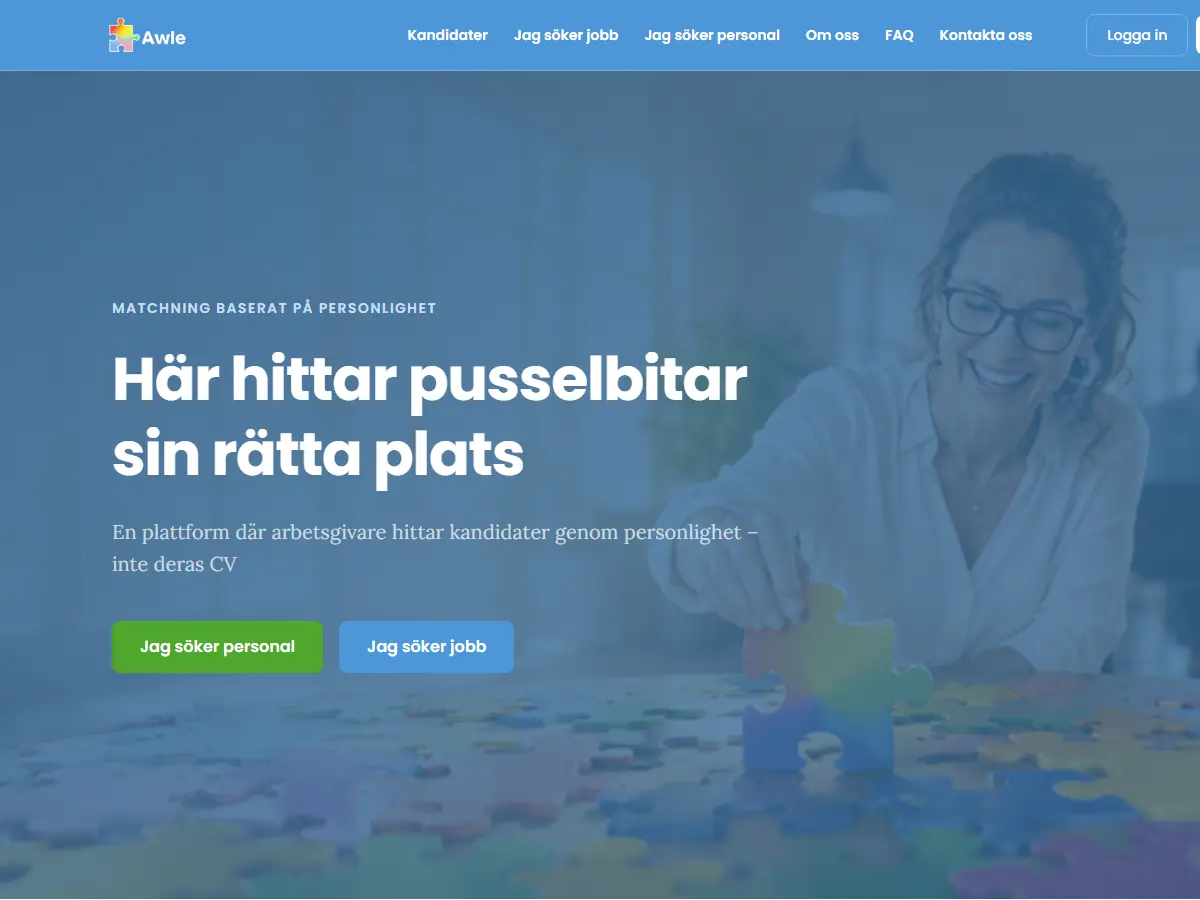 Awle
Kandidater
Jag söker jobb
Jag söker personal
Om oss
FAQ
Kontakta oss
Logga in
MATCHNING BASERAT PÅ PERSONLIGHET
Här hittar pusselbitar
sin rätta plats
En plattform där arbetsgivare hittar kandidater genom personlighet –
inte deras CV
Jag söker personal
Jag söker jobb